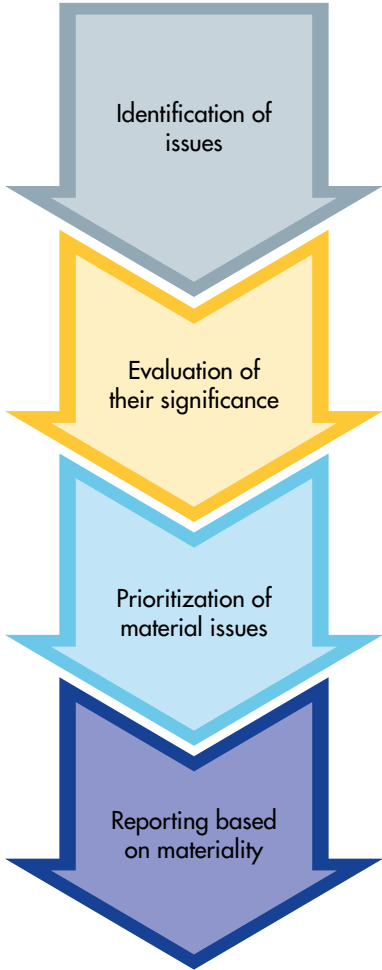 Identification of
issues
Evaluation of
their significance
Prioritization of
material issues
Reporting based
on materiality